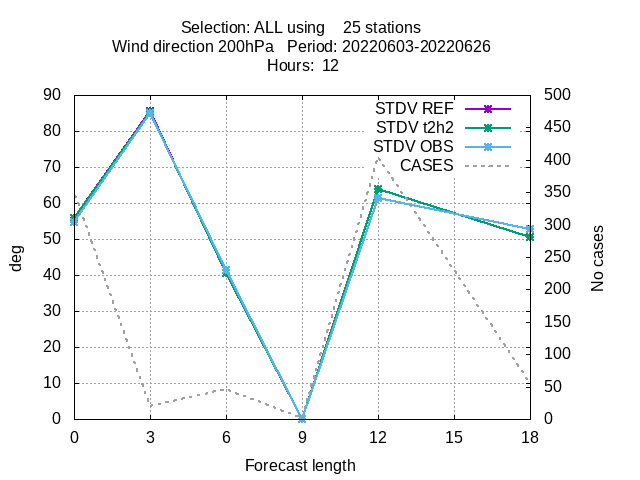 Selection: ALL using    25 stations
Wind direction 200hPa   Period: 20220603-20220626
Hours:  12
STDV REF
STDV t2h2
STDV OBS
CASES
90
80
70
60
50
40
30
20
10
0
deg
500
450
400
350
300
250
200
150
100
50
0
No cases
0 3 6 9 12 15 18
Forecast length